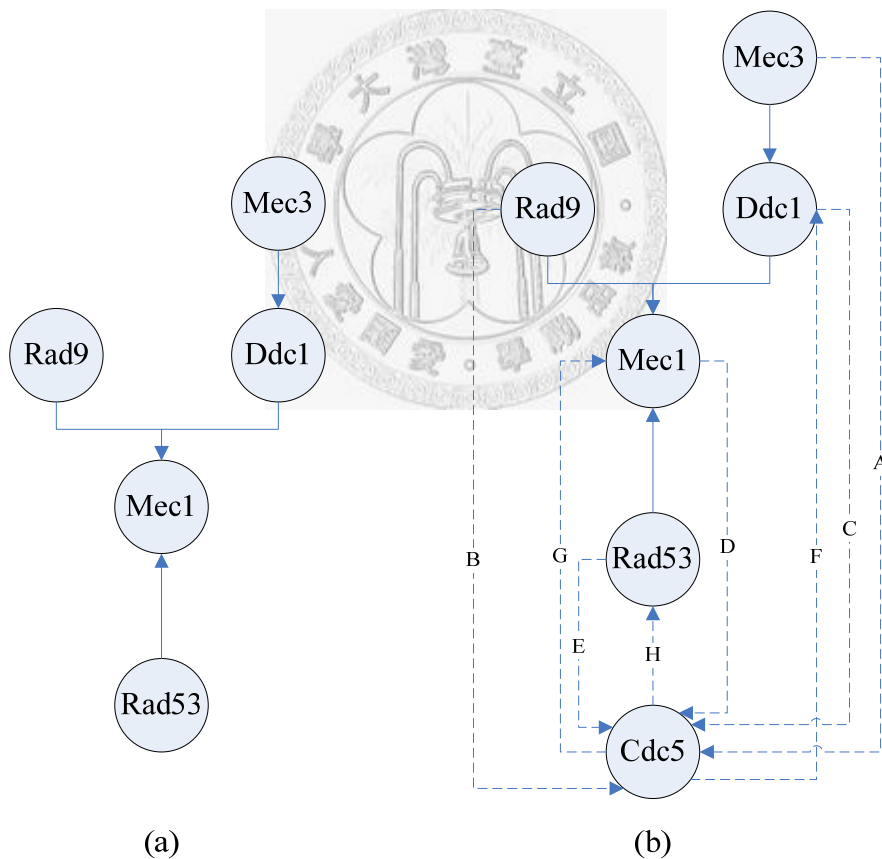 Mec3
Rad9
Ddc1
Mec1
Rad53
(a)
Mec3
Rad9
Ddc1
Mec1
Rad53
Cdc5
A
B
C
D
E
F
G
H
(b)